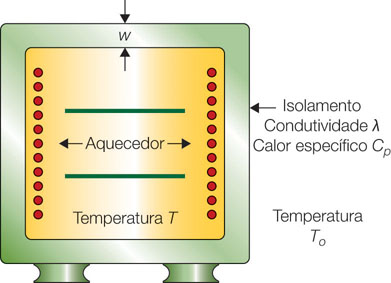 w
Isolamento
Condutividade λ
Calor específico Cp
Aquecedor
Temperatura T
Temperatura
To